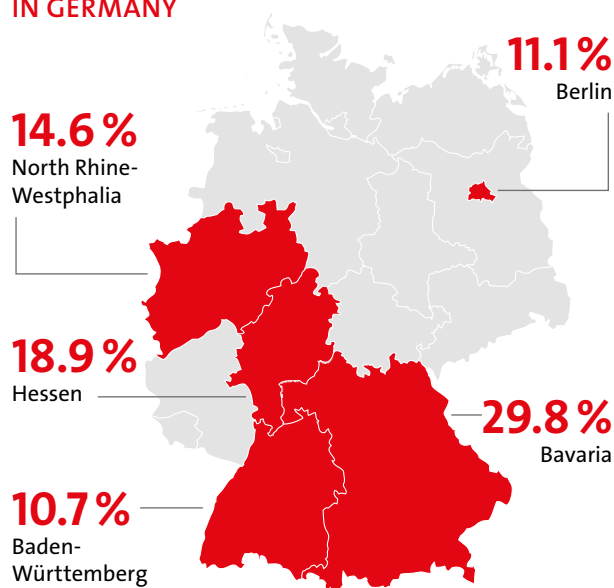 IN GERMANY
11.1 %
Berlin
14.6 %
North Rhine-
Westphalia
18.9 %
Hessen
29.8 %
Bavaria
10.7 %
Baden-
Württemberg